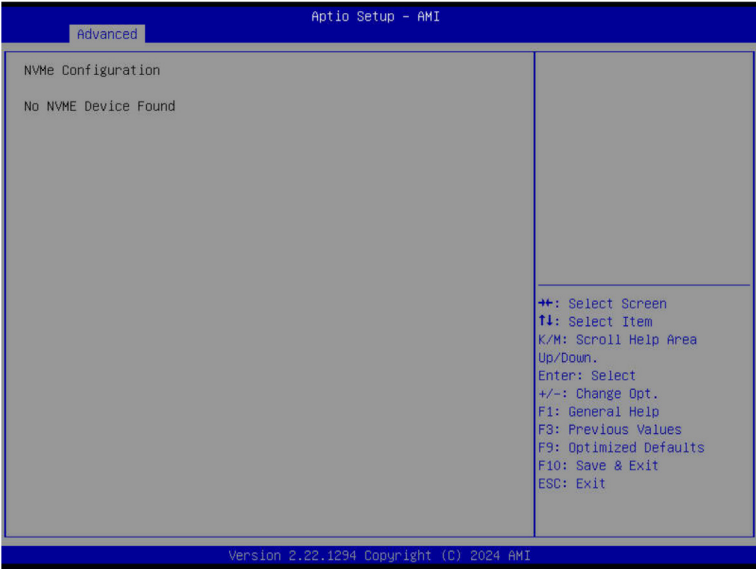 Aptio Setup – AMI
Advanced
NVMe Configuration
No NVME Device Found
→←: Select Screen
↑↓: Select Item
K/M: Scroll Help Area
Up/Down.
Enter: Select
+/-: Change Opt.
F1: General Help
F3: Previous Values
F9: Optimized Defaults
F10: Save & Exit
ESC: Exit
Version 2.22.1294 Copyright (C) 2024 AMI